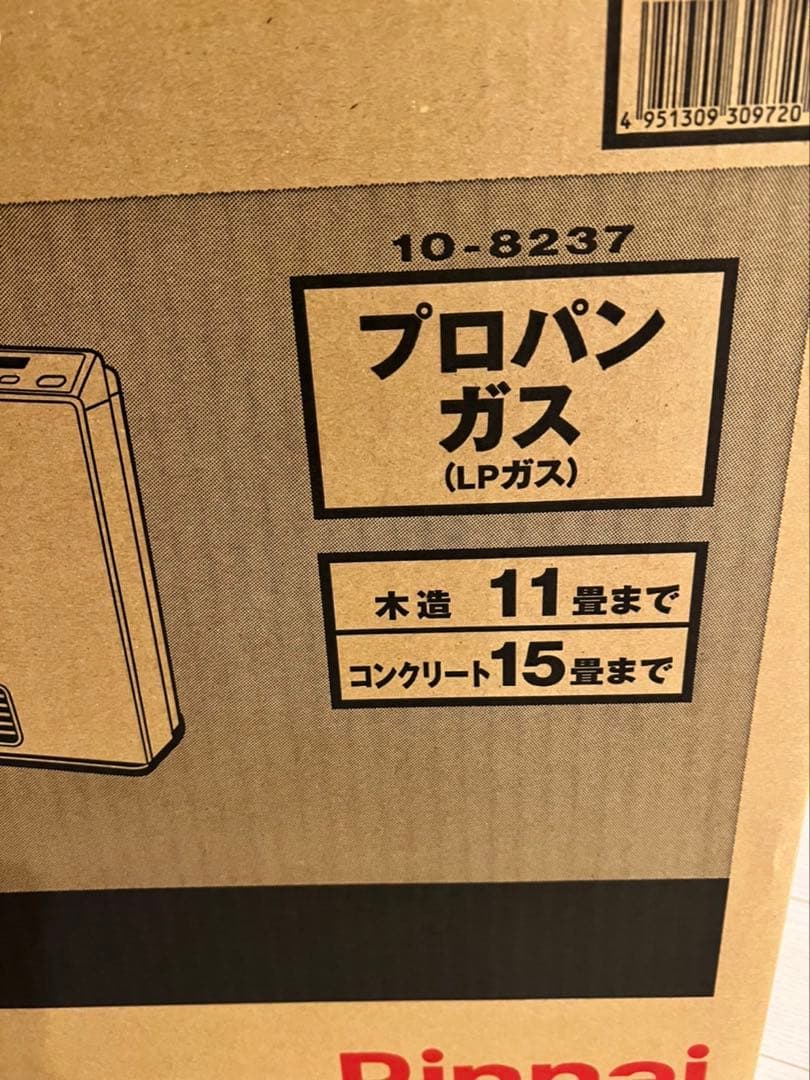 4 951309 309720
10-8237
プロパン
ガス
(LPガス)
木造 11畳まで
コンクリート15畳まで
Rinnai